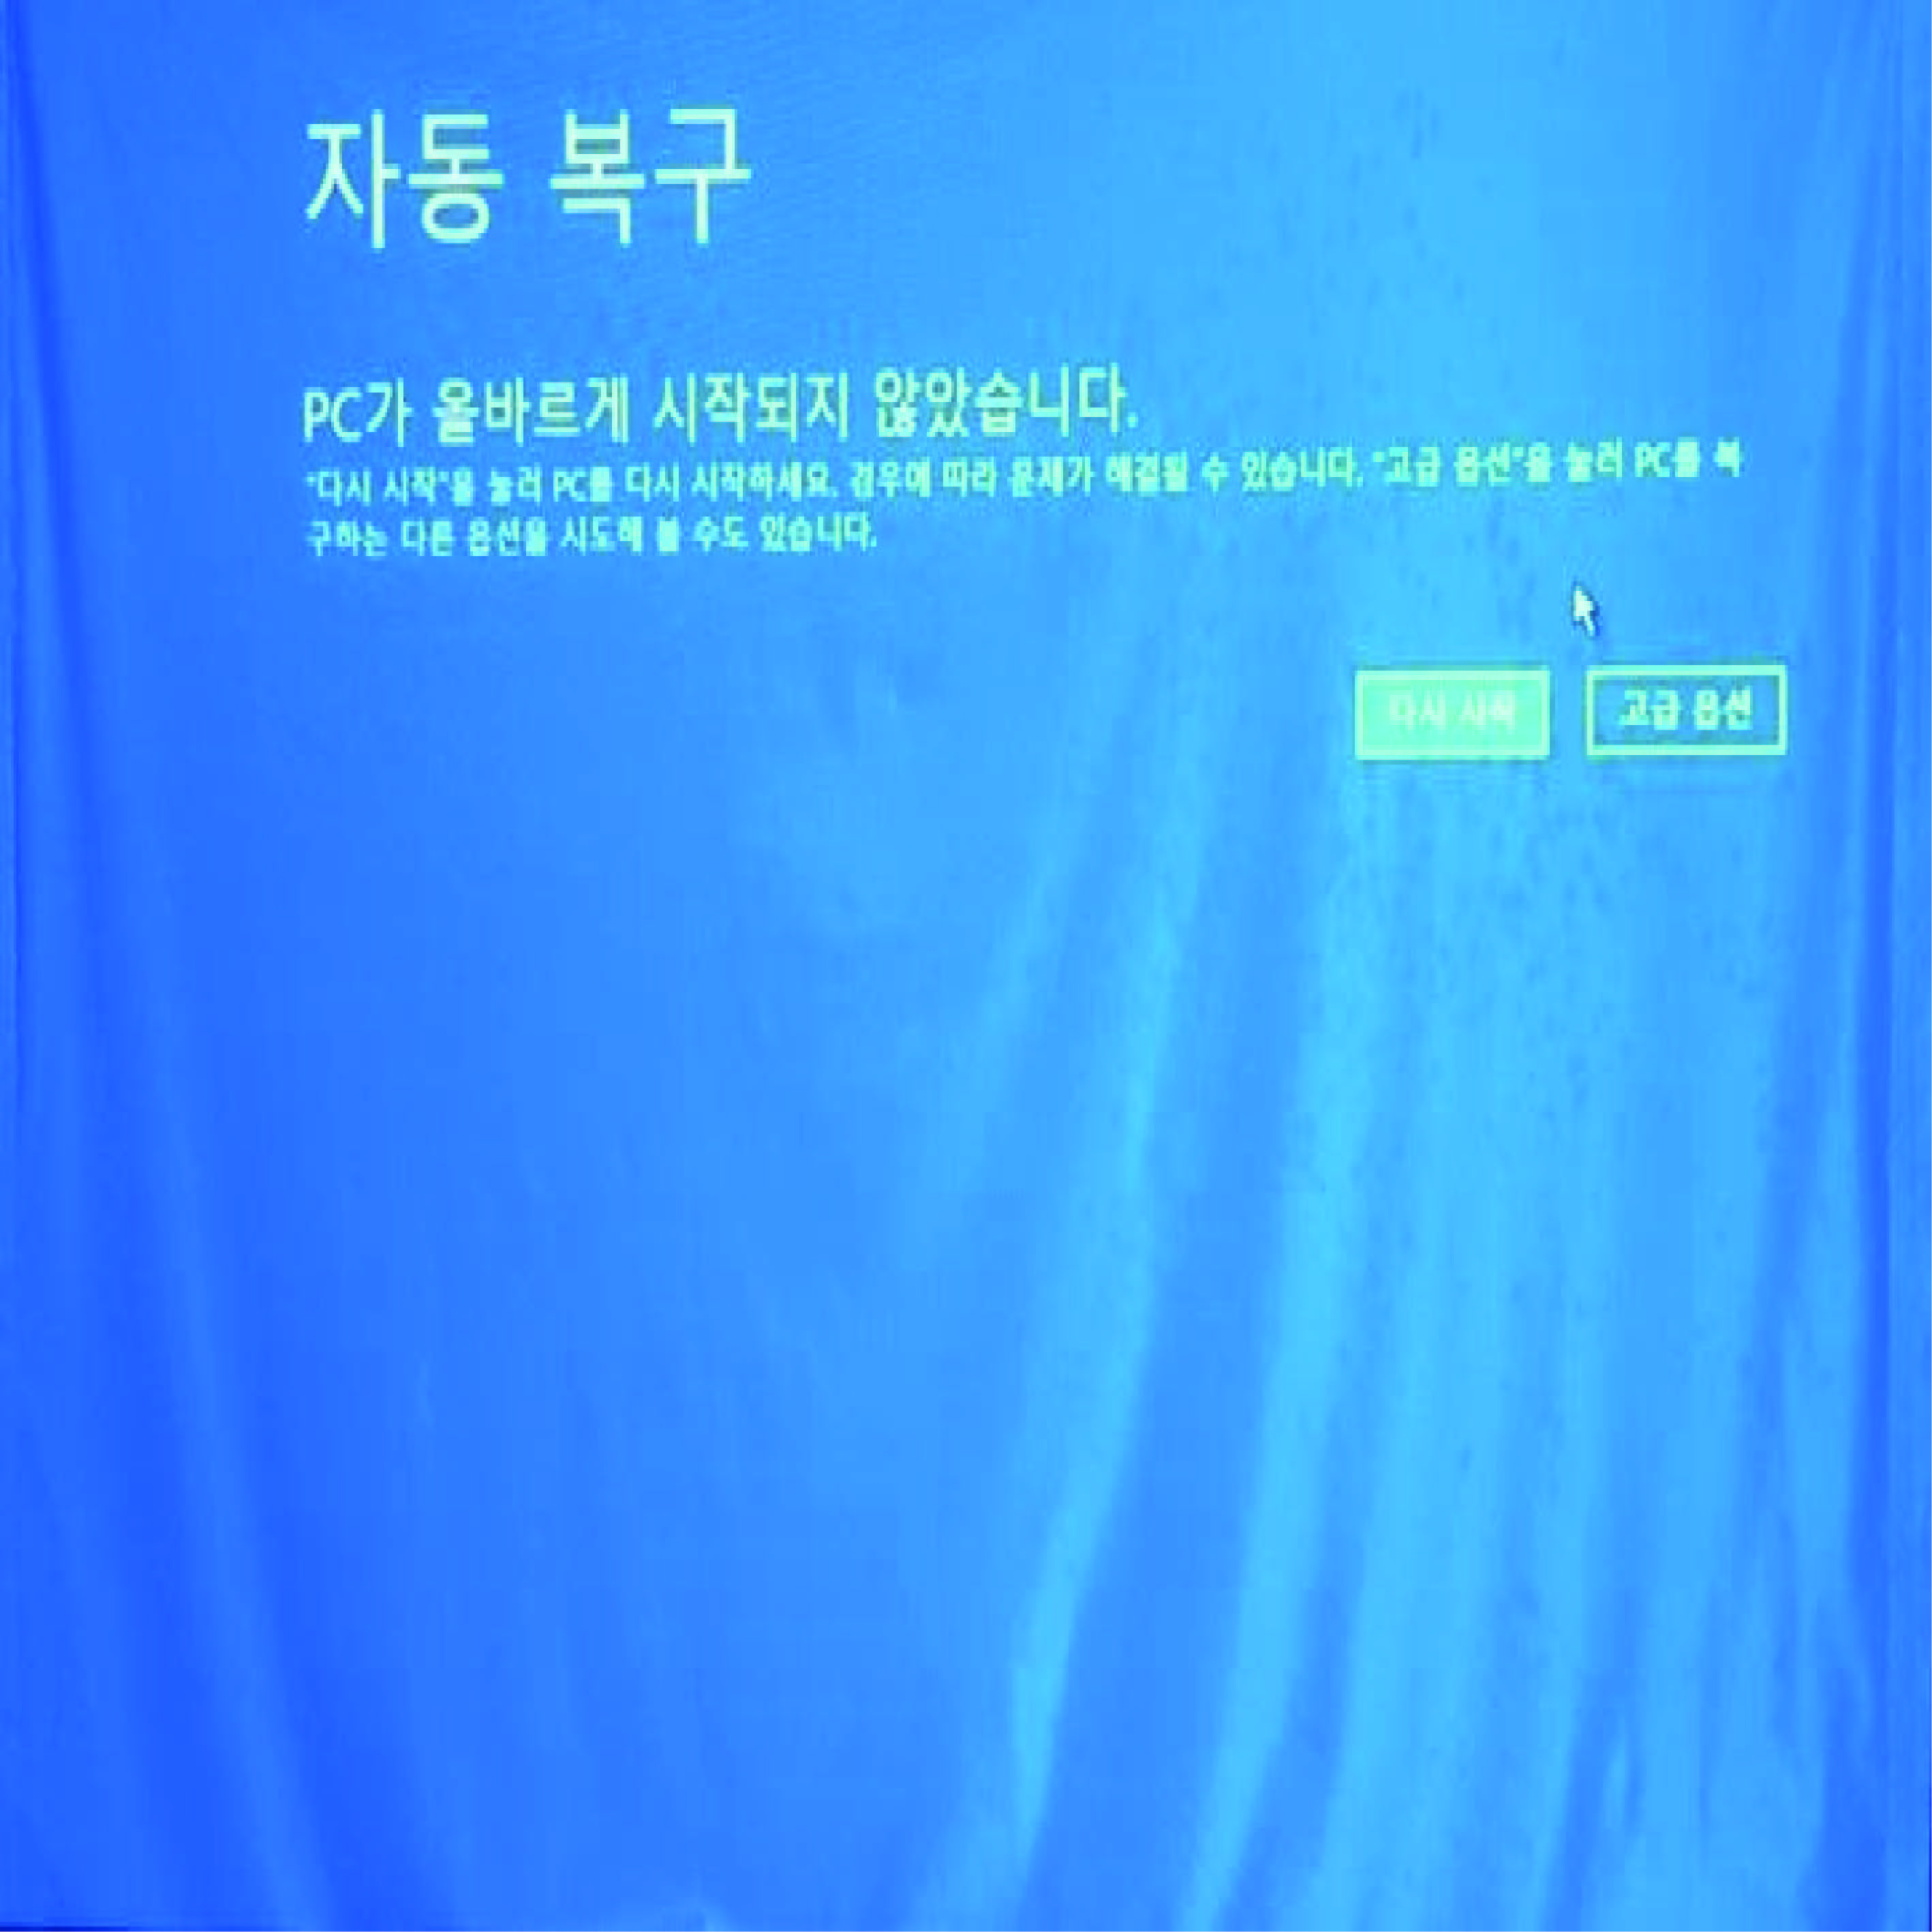 자동 복구
PC가 올바르게 시작되지 않았습니다.
"다시 시작"을 눌러 PC를 다시 시작하세요. 경우에 따라 문제가 해결될 수 있습니다. "고급 옵션"을 눌러 PC를 복
구하는 다른 옵션을 시도해 볼 수도 있습니다.
다시 시작 고급 옵션